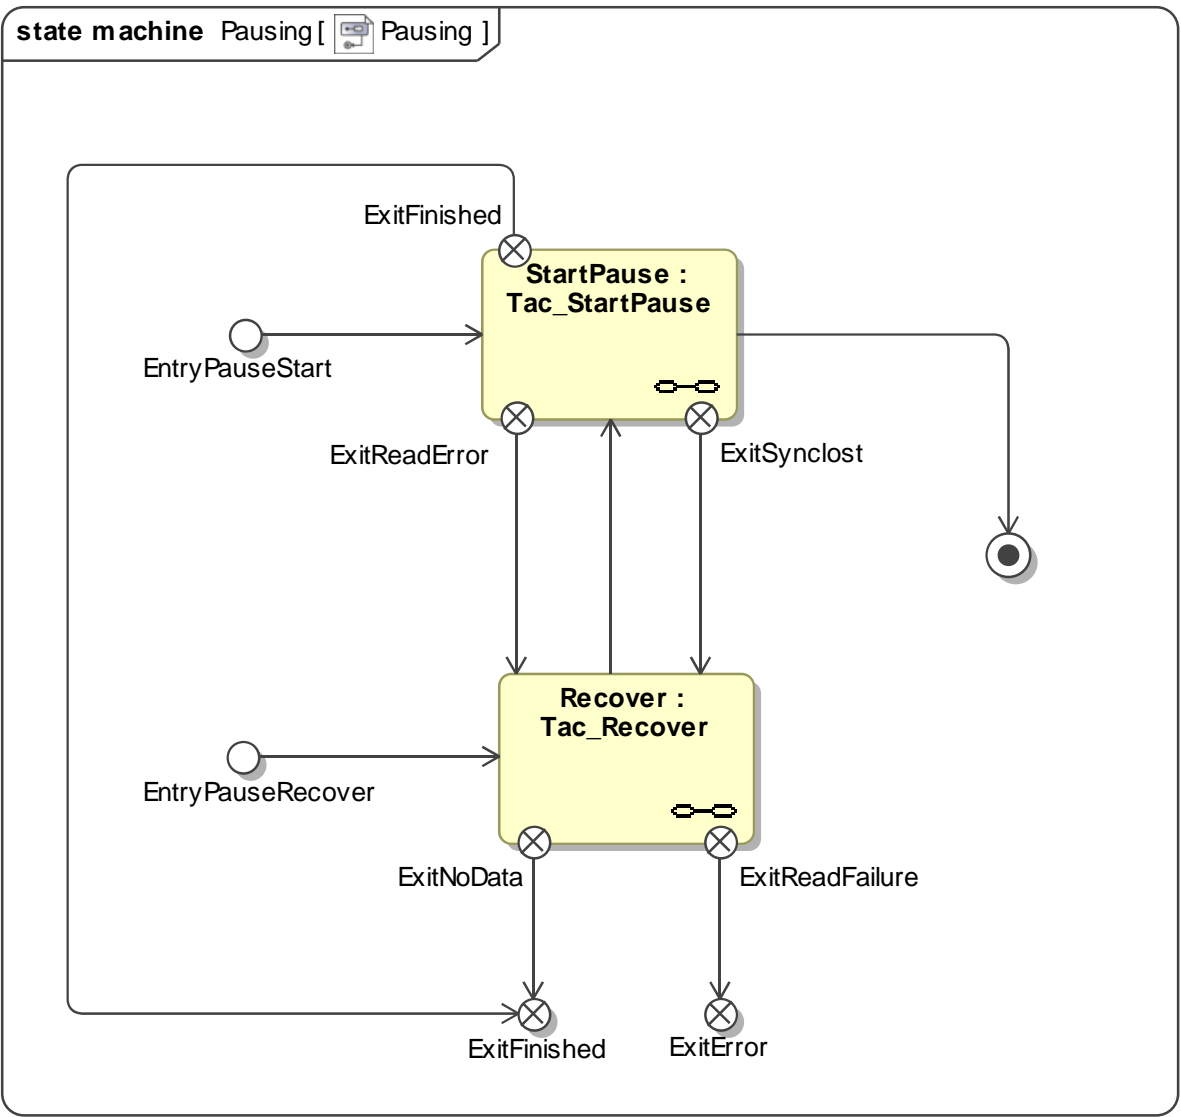 state machine Pausing [ Pausing ]
ExitFinished
StartPause :
Tac_StartPause
EntryPauseStart
ExitReadError
ExitSynclost
Recover :
Tac_Recover
EntryPauseRecover
ExitNoData
ExitReadFailure
ExitFinished
ExitError